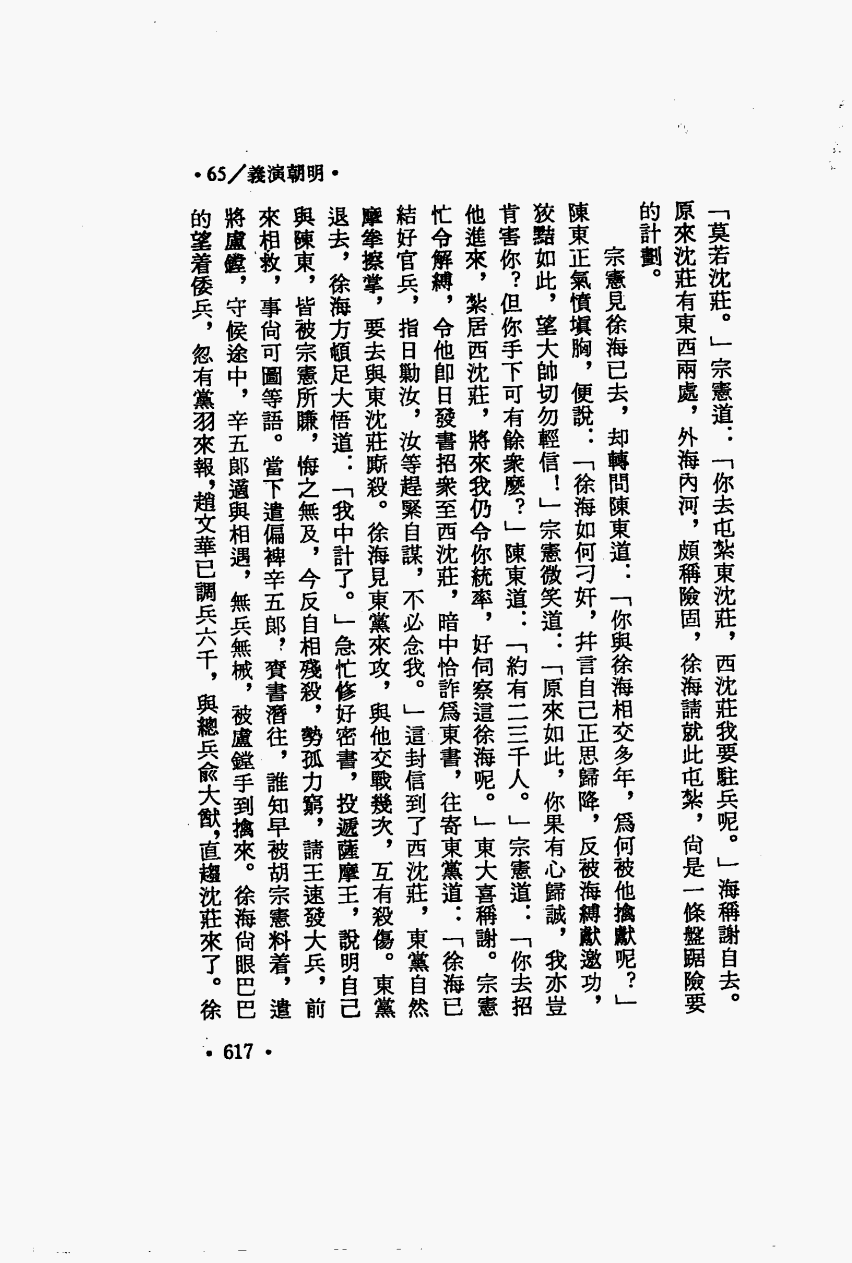 •65／義演朝明•
「莫若沈莊。」宗憲道：「你去屯紮東沈莊，西沈莊我要駐兵呢。」海稱謝自去。
原來沈莊有東西兩處，外海內河，頗稱險固，徐海請就此屯紮，尙是一條盤踞險要
的計劃。
宗憲見徐海已去，却轉問陳東道：「你與徐海相交多年，爲何被他擒獻呢？」
陳東正氣憤塡胸，便說：「徐海如何刁奸，幷言自己正思歸降，反被海縛獻邀功，
狡黠如此，望大帥切勿輕信！」宗憲微笑道：「原來如此，你果有心歸誠，我亦豈
肯害你？但你手下可有餘衆麽？」陳東道：「約有二三千人。」宗憲道：「你去招
他進來，紮居西沈莊，將來我仍令你統率，好伺察這徐海呢。」東大喜稱謝。宗憲
忙令解縛，令他卽日發書招衆至西沈莊，暗中恰詐爲東書，往寄東黨道：「徐海已
結好官兵，指日勦汝，汝等趕緊自謀，不必念我。」這封信到了西沈莊，東黨自然
摩拳擦掌，要去與東沈莊厮殺。徐海見東黨來攻，與他交戰幾次，互有殺傷。東黨
退去，徐海方頓足大悟道：「我中計了。」急忙修好密書，投遞薩摩王，說明自己
與陳東，皆被宗憲所賺，悔之無及，今反自相殘殺，勢孤力窮，請王速發大兵，前
來相救，事尙可圖等語。當下遣偏裨辛五郎，齎書潛往，誰知早被胡宗憲料着，遣
將盧鏜，守候途中，辛五郎適與相遇，無兵無械，被盧鏜手到擒來。徐海尙眼巴巴
的望着倭兵，忽有黨羽來報，趙文華已調兵六千，與總兵兪大猷，直趨沈莊來了。徐
•617•